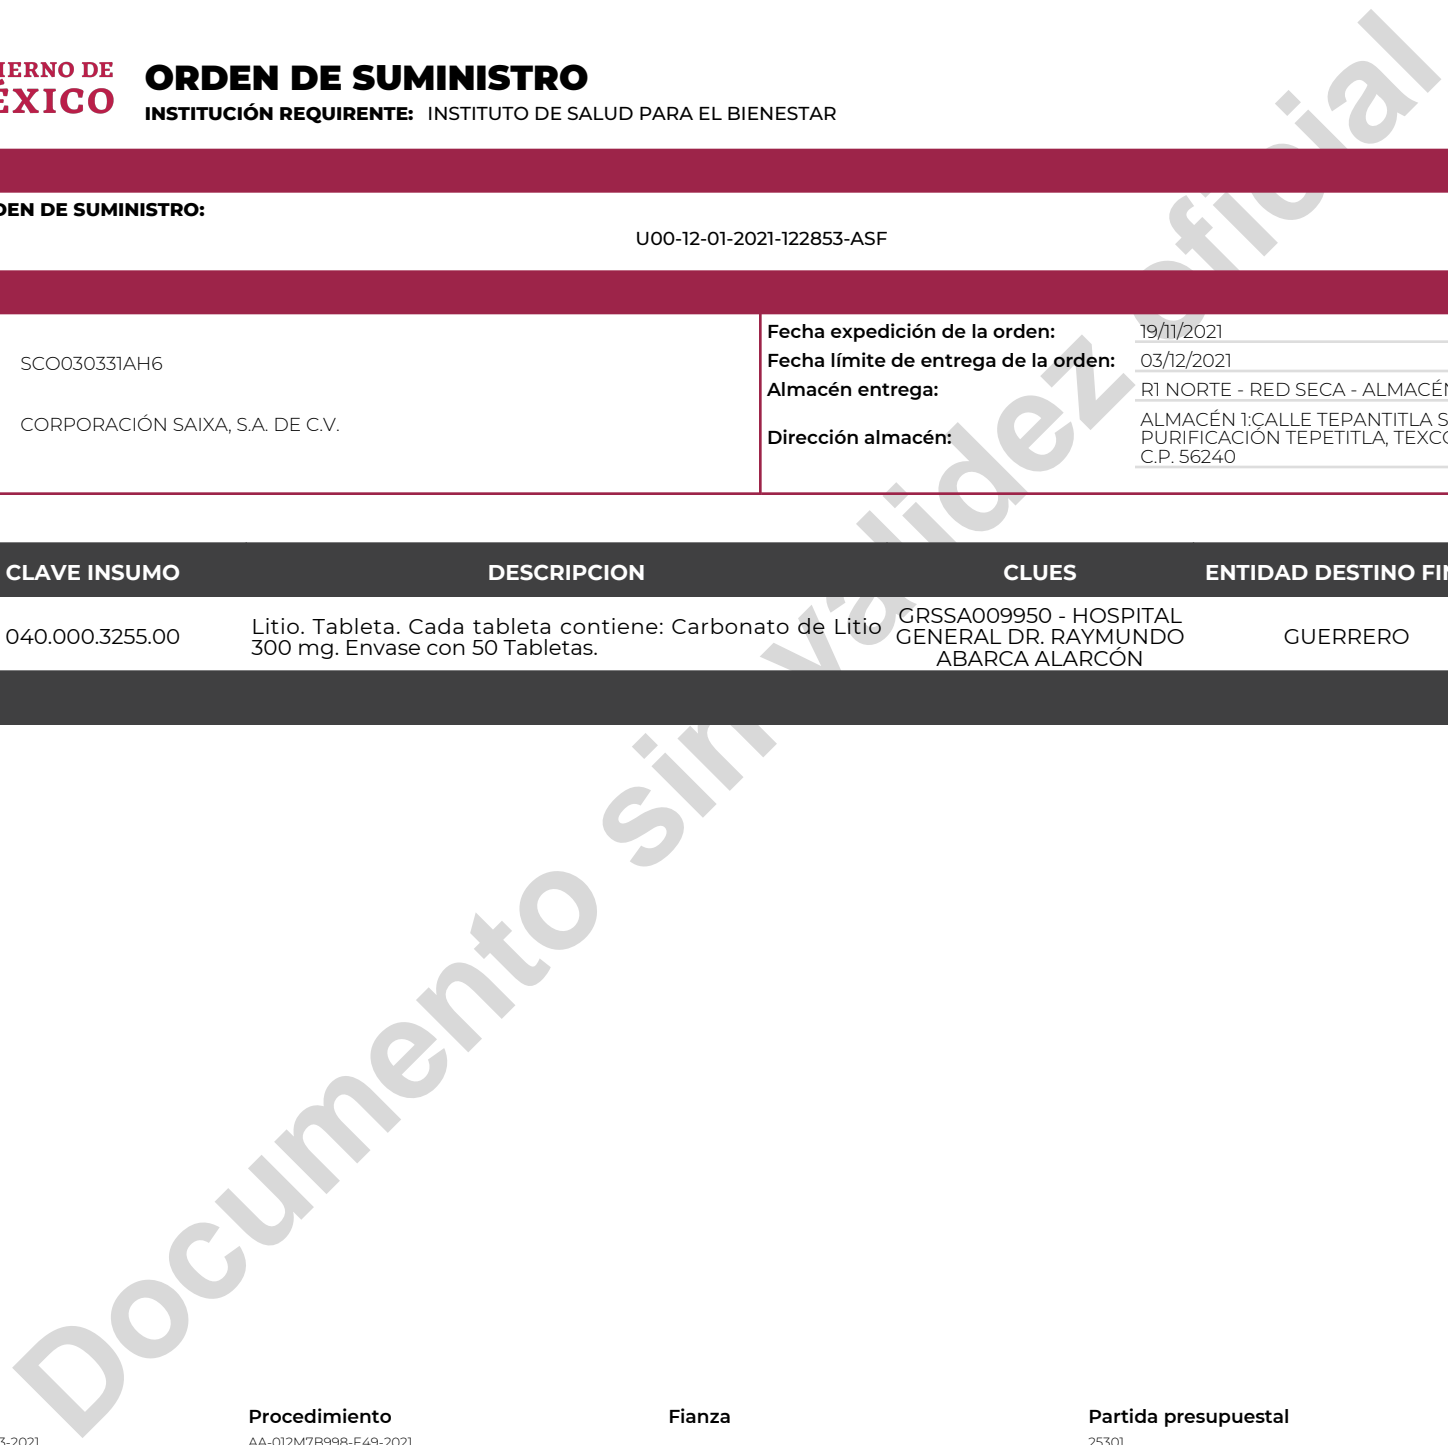 IERNO DE
ÉXICO
ORDEN DE SUMINISTRO
INSTITUCIÓN REQUIRENTE: INSTITUTO DE SALUD PARA EL BIENESTAR
DEN DE SUMINISTRO:
U00-12-01-2021-122853-ASF
SCO030331AH6
CORPORACIÓN SAIXA, S.A. DE C.V.
Fecha expedición de la orden: 19/11/2021
Fecha límite de entrega de la orden: 03/12/2021
Almacén entrega: R1 NORTE - RED SECA - ALMACÉN
Dirección almacén: ALMACÉN 1:CALLE TEPANTITLA S
PURIFICACIÓN TEPETITLA, TEXCO
C.P. 56240
CLAVE INSUMO DESCRIPCION CLUES ENTIDAD DESTINO FIN
040.000.3255.00
Litio. Tableta. Cada tableta contiene: Carbonato de Litio
300 mg. Envase con 50 Tabletas.
GRSSA009950 - HOSPITAL
GENERAL DR. RAYMUNDO
ABARCA ALARCÓN
GUERRERO
Documento sin validez oficial
Procedimiento Fianza Partida presupuestal
3-2021 AA-012M7B998-E49-2021 25301